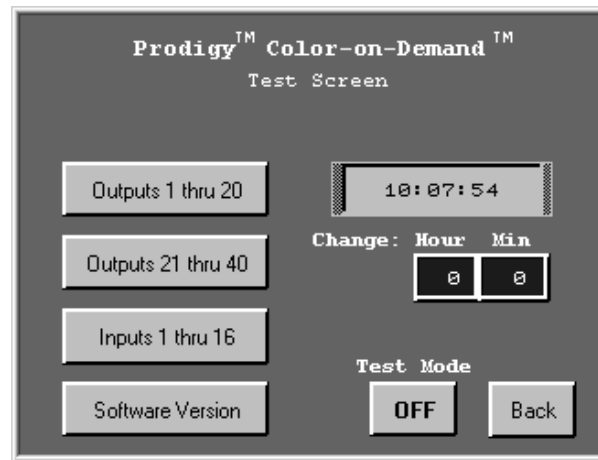 Prodigy™ Color-on-Demand™
Test Screen
Outputs 1 thru 20
10:07:54
Outputs 21 thru 40
Change: Hour Min
0 0
Inputs 1 thru 16
Test Mode
Software Version
OFF
Back